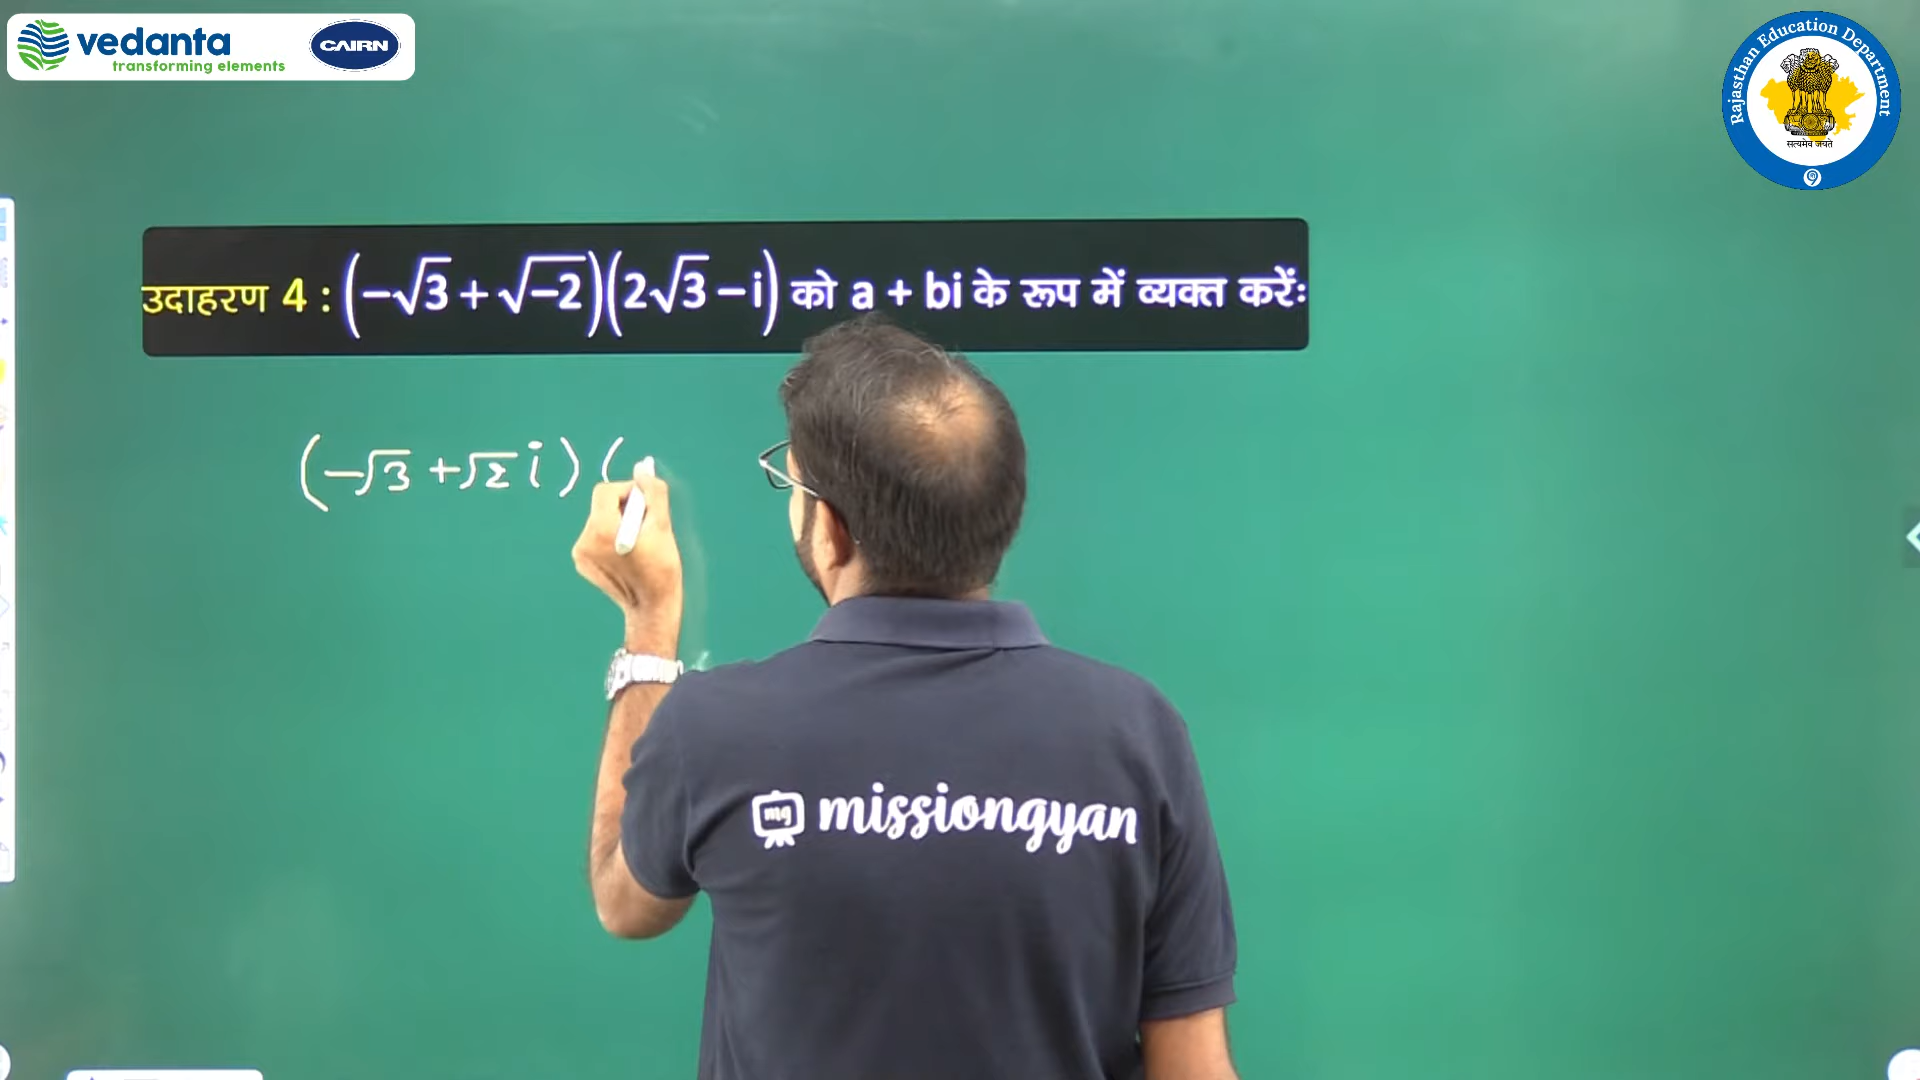 vedanta
transforming elements
CAIRN
Rajasthan Education Department
सत्यमेव जयते
उदाहरण 4 : (−√3 + √−2)(2√3 − i) को a + bi के रूप में व्यक्त करें:
(−√3 + √2 i) (
mg missiongyan